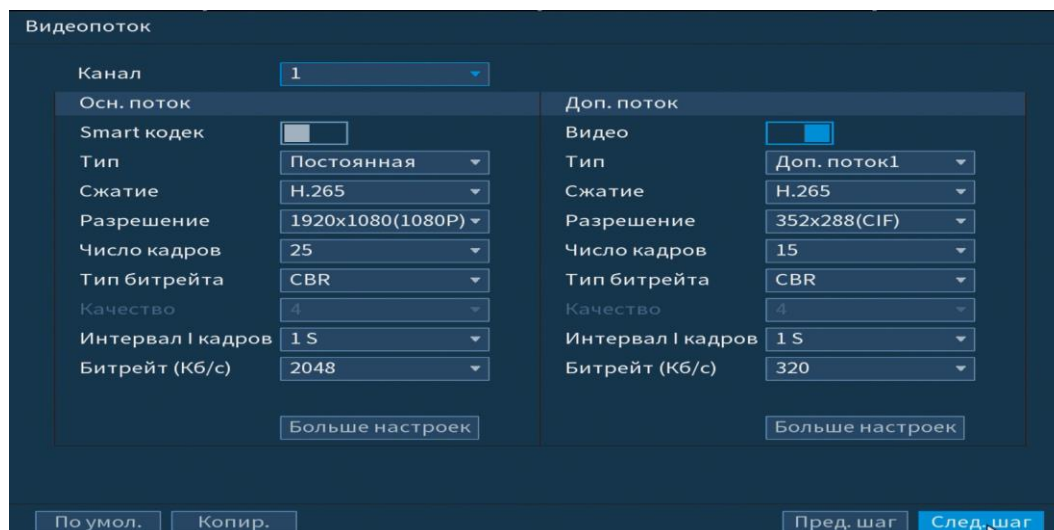 Видеопоток
Канал 1
Осн. поток
Smart кодек
Тип Постоянная
Сжатие H.265
Разрешение 1920x1080(1080P)
Число кадров 25
Тип битрейта CBR
Качество 4
Интервал I кадров 1 S
Битрейт (Кб/с) 2048
Больше настроек
Доп. поток
Видео
Тип Доп. поток1
Сжатие H.265
Разрешение 352x288(CIF)
Число кадров 15
Тип битрейта CBR
Качество 4
Интервал I кадров 1 S
Битрейт (Кб/с) 320
Больше настроек
По умол. Копир. Пред. шаг След. шаг